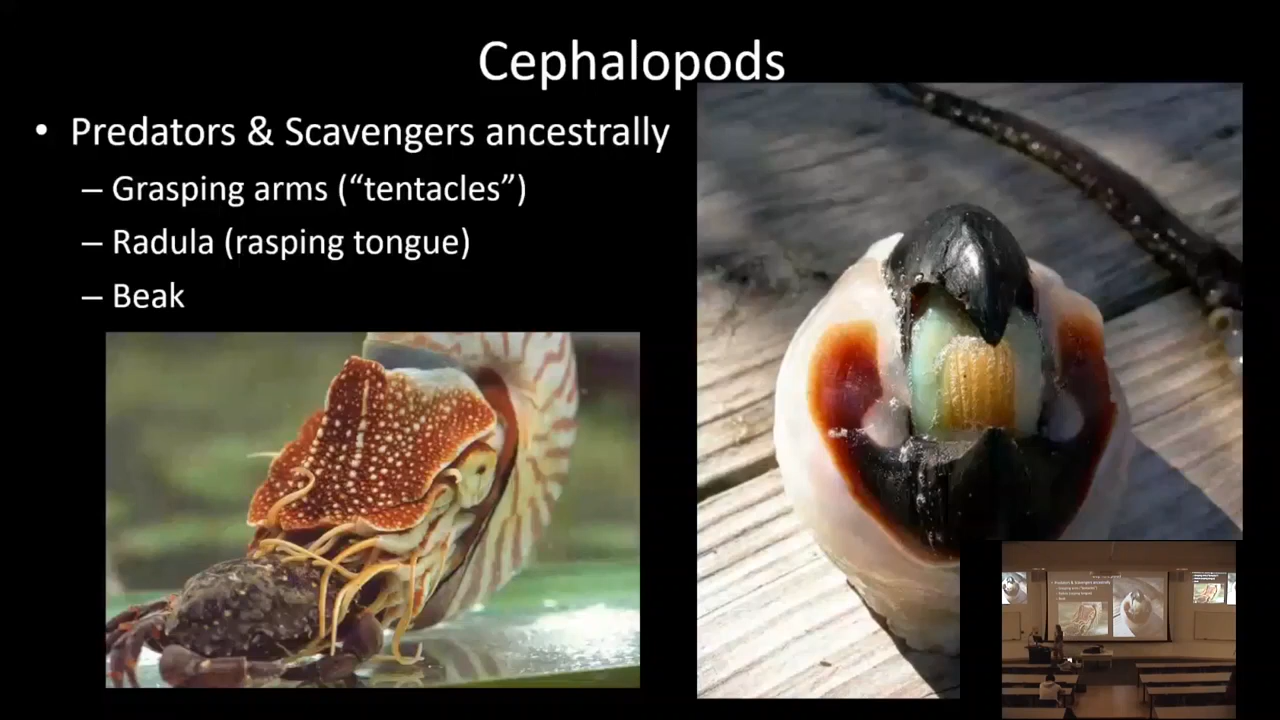 Cephalopods
• Predators & Scavengers ancestrally
– Grasping arms (“tentacles”)
– Radula (rasping tongue)
– Beak